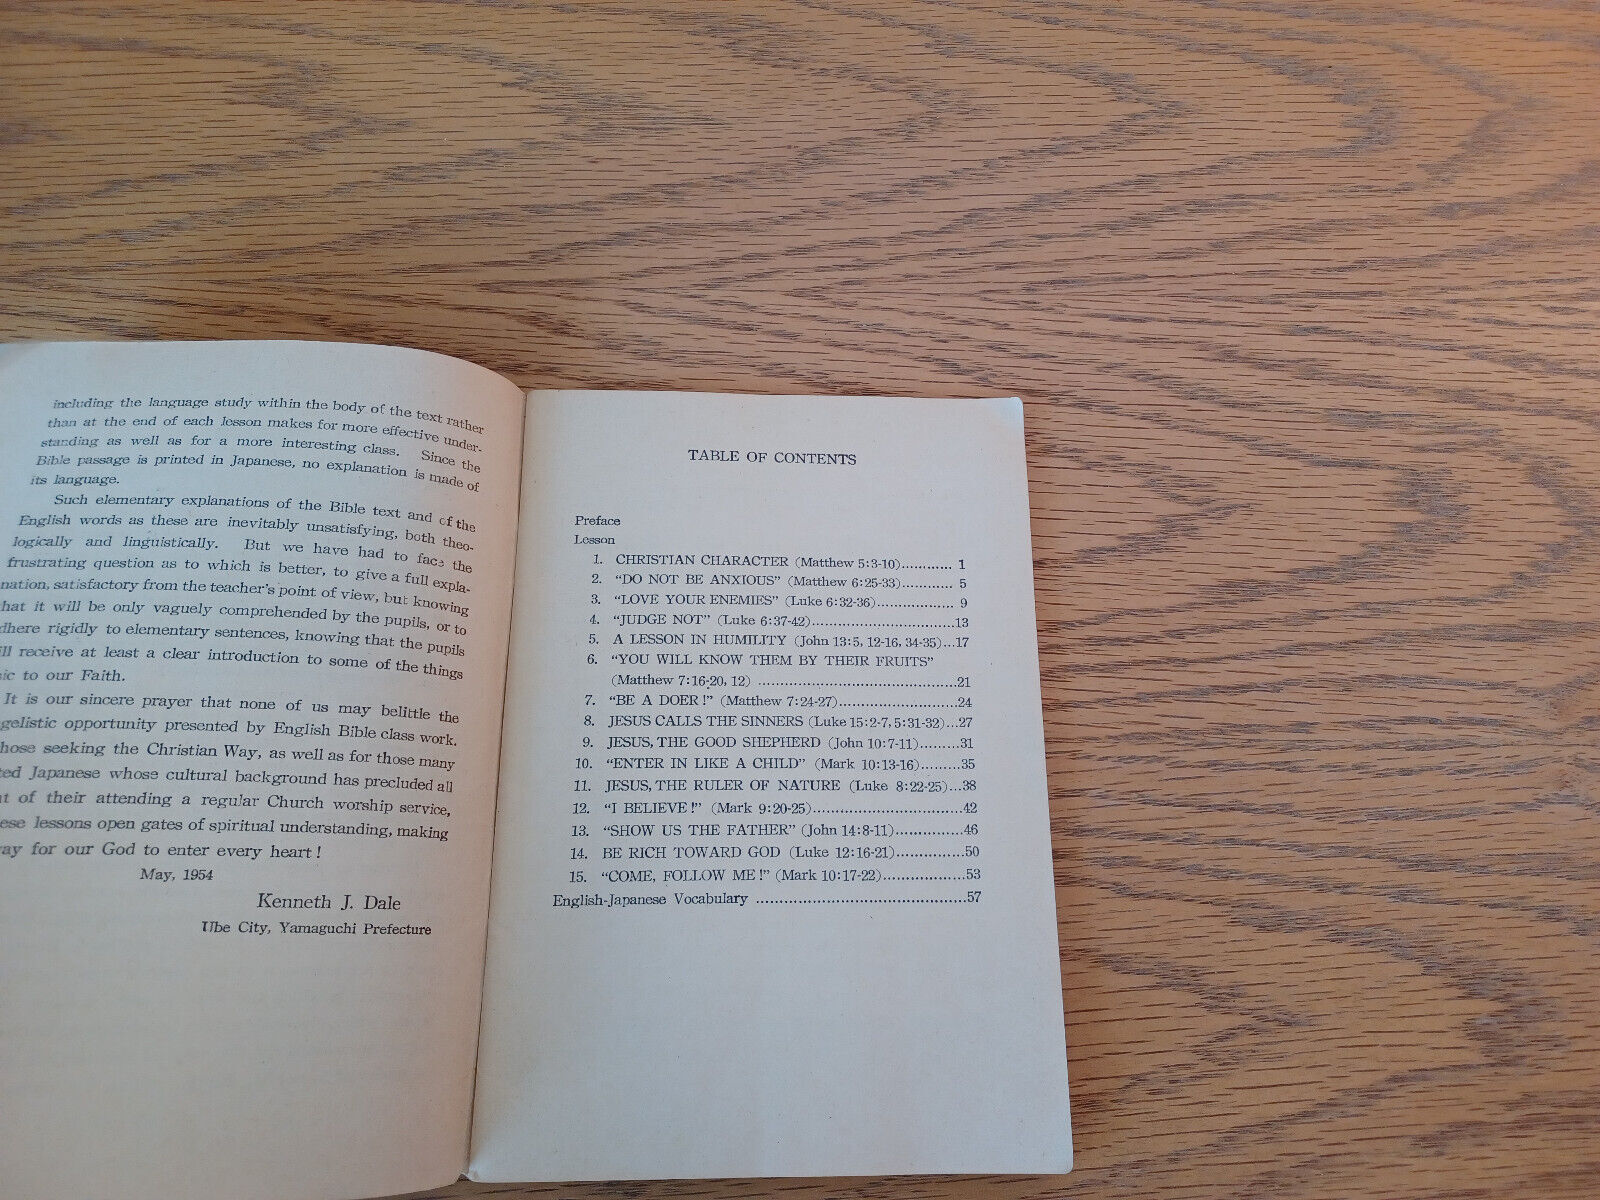 including the language study within the body of the text rather
than at the end of each lesson makes for more effective under-
standing as well as for a more interesting class. Since the
Bible passage is printed in Japanese, no explanation is made of
its language.
Such elementary explanations of the Bible text and of the
English words as these are inevitably unsatisfying, both theo-
logically and linguistically. But we have had to face the
frustrating question as to which is better, to give a full expla-
nation, satisfactory from the teacher's point of view, but knowing
hat it will be only vaguely comprehended by the pupils, or to
dhere rigidly to elementary sentences, knowing that the pupils
ill receive at least a clear introduction to some of the things
ic to our Faith.
It is our sincere prayer that none of us may belittle the
gelistic opportunity presented by English Bible class work.
hose seeking the Christian Way, as well as for those many
ted Japanese whose cultural background has precluded all
t of their attending a regular Church worship service,
ese lessons open gates of spiritual understanding, making
ay for our God to enter every heart!
May, 1954
Kenneth J. Dale
Ube City, Yamaguchi Prefecture
TABLE OF CONTENTS
Preface
Lesson
1. CHRISTIAN CHARACTER (Matthew 5:3-10)............ 1
2. "DO NOT BE ANXIOUS" (Matthew 6:25-33)............ 5
3. "LOVE YOUR ENEMIES" (Luke 6:32-36)................. 9
4. "JUDGE NOT" (Luke 6:37-42)...............................13
5. A LESSON IN HUMILITY (John 13:5, 12-16, 34-35)...17
6. "YOU WILL KNOW THEM BY THEIR FRUITS"
(Matthew 7:16-20, 12) ...........................................21
7. "BE A DOER!" (Matthew 7:24-27)..........................24
8. JESUS CALLS THE SINNERS (Luke 15:2-7, 5:31-32)...27
9. JESUS, THE GOOD SHEPHERD (John 10:7-11).........31
10. "ENTER IN LIKE A CHILD" (Mark 10:13-16).........35
11. JESUS, THE RULER OF NATURE (Luke 8:22-25)...38
12. "I BELIEVE!" (Mark 9:20-25)................................42
13. "SHOW US THE FATHER" (John 14:8-11)...............46
14. BE RICH TOWARD GOD (Luke 12:16-21)...............50
15. "COME, FOLLOW ME!" (Mark 10:17-22)..................53
English-Japanese Vocabulary .............................................57